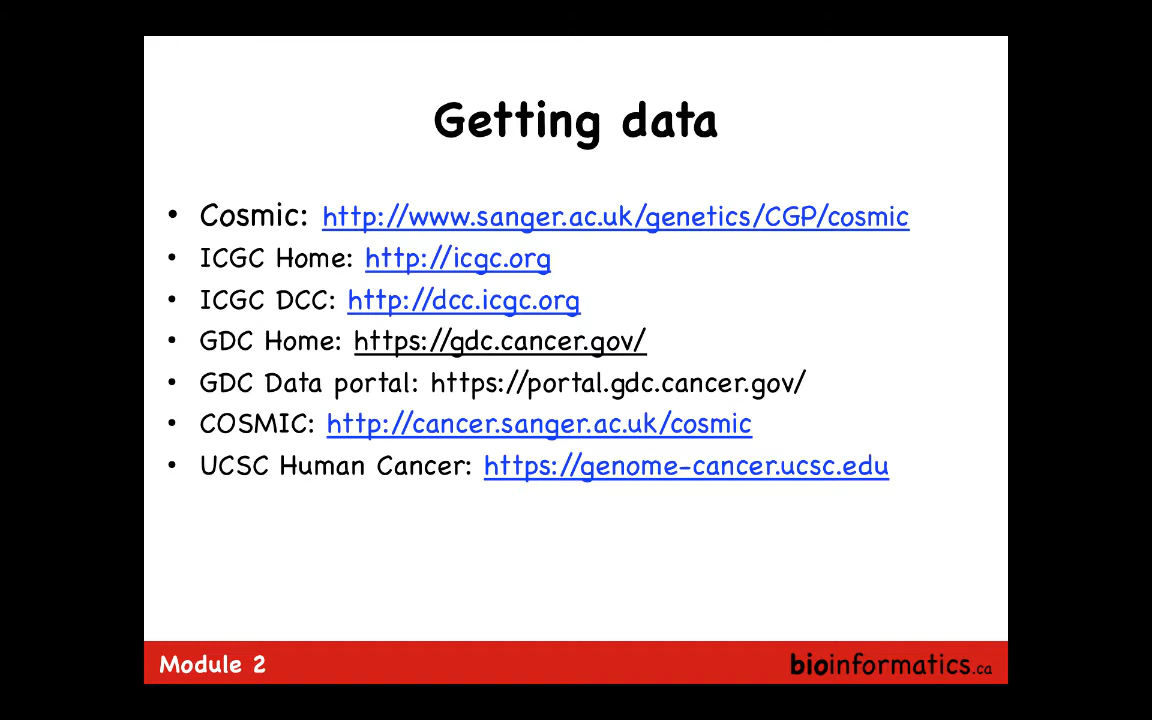 Getting data
• Cosmic: http://www.sanger.ac.uk/genetics/CGP/cosmic
• ICGC Home: http://icgc.org
• ICGC DCC: http://dcc.icgc.org
• GDC Home: https://gdc.cancer.gov/
• GDC Data portal: https://portal.gdc.cancer.gov/
• COSMIC: http://cancer.sanger.ac.uk/cosmic
• UCSC Human Cancer: https://genome-cancer.ucsc.edu
Module 2
bioinformatics.ca